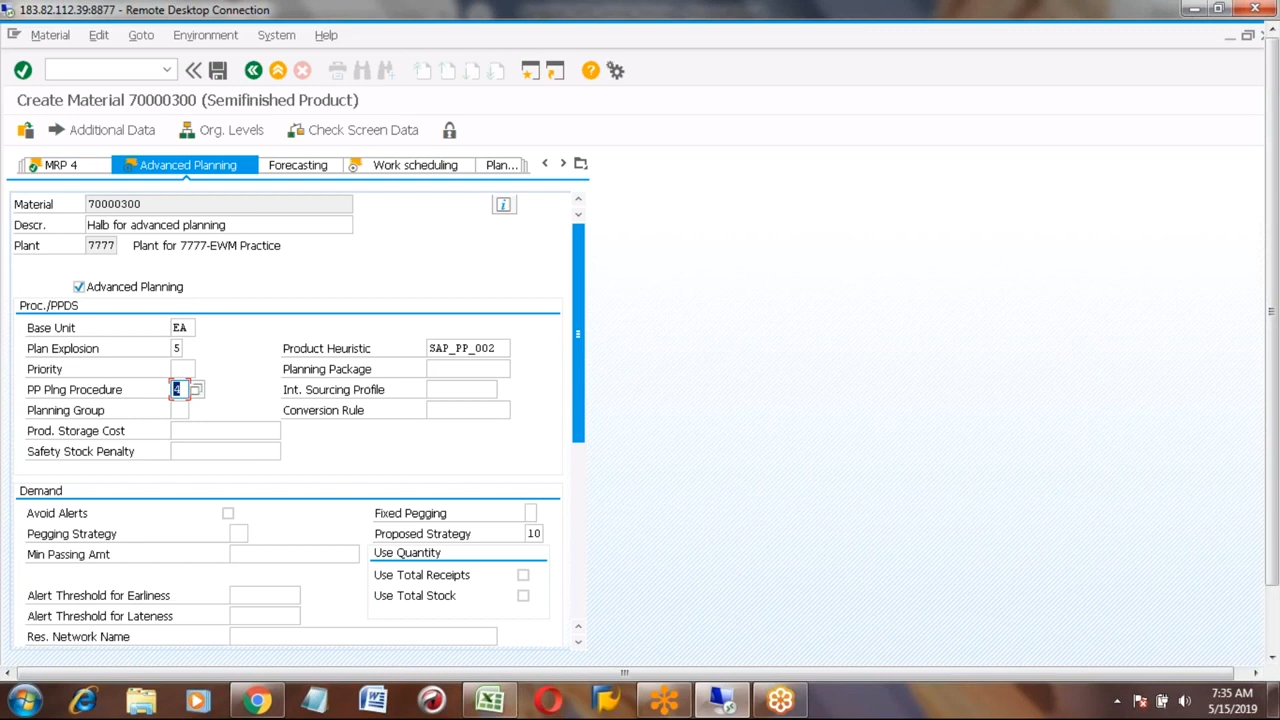 183.82.112.39:8877 - Remote Desktop Connection
Material Edit Goto Environment System Help
Create Material 70000300 (Semifinished Product)
Additional Data Org. Levels Check Screen Data
MRP 4 Advanced Planning Forecasting Work scheduling Plan...
Material 70000300
Descr. Halb for advanced planning
Plant 7777 Plant for 7777-EWM Practice
Advanced Planning
Proc./PPDS
Base Unit EA
Plan Explosion 5 Product Heuristic SAP_PP_002
Priority Planning Package
PP Plng Procedure 4 Int. Sourcing Profile
Planning Group Conversion Rule
Prod. Storage Cost
Safety Stock Penalty
Demand
Avoid Alerts Fixed Pegging
Pegging Strategy Proposed Strategy 10
Min Passing Amt Use Quantity
Use Total Receipts
Alert Threshold for Earliness Use Total Stock
Alert Threshold for Lateness
Res. Network Name
7:35 AM
5/15/2019